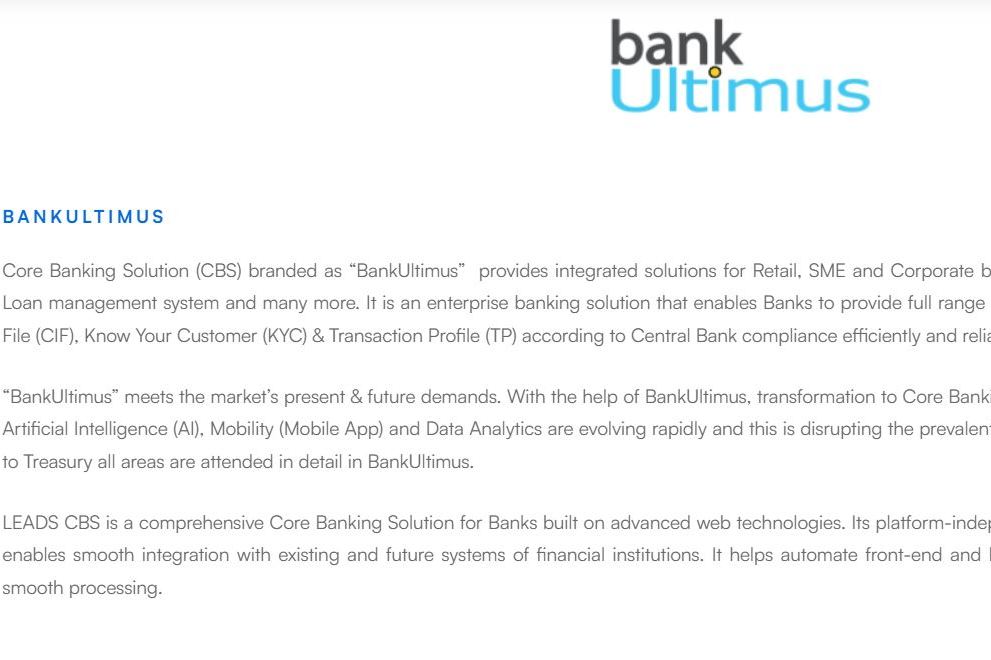 bank
Ultimus
BANKULTIMUS
Core Banking Solution (CBS) branded as “BankUltimus” provides integrated solutions for Retail, SME and Corporate b
Loan management system and many more. It is an enterprise banking solution that enables Banks to provide full range
File (CIF), Know Your Customer (KYC) & Transaction Profile (TP) according to Central Bank compliance efficiently and relia
“BankUltimus” meets the market’s present & future demands. With the help of BankUltimus, transformation to Core Banki
Artificial Intelligence (AI), Mobility (Mobile App) and Data Analytics are evolving rapidly and this is disrupting the prevalent
to Treasury all areas are attended in detail in BankUltimus.
LEADS CBS is a comprehensive Core Banking Solution for Banks built on advanced web technologies. Its platform-indep
enables smooth integration with existing and future systems of financial institutions. It helps automate front-end and
smooth processing.